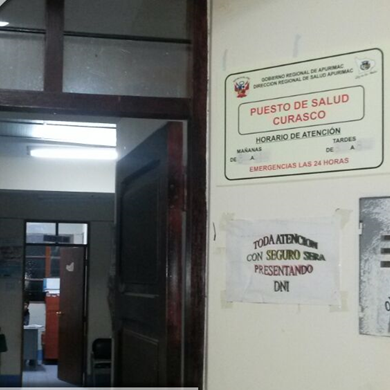 GOBIERNO REGIONAL DE APURIMAC
DIRECCION REGIONAL DE SALUD APURIMAC
PUESTO DE SALUD
CURASCO
HORARIO DE ATENCIÓN
MAÑANAS TARDES
DE A DE A
EMERGENCIAS LAS 24 HORAS
TODA ATENCION
CON SEGURO SERA
PRESENTANDO
DNI